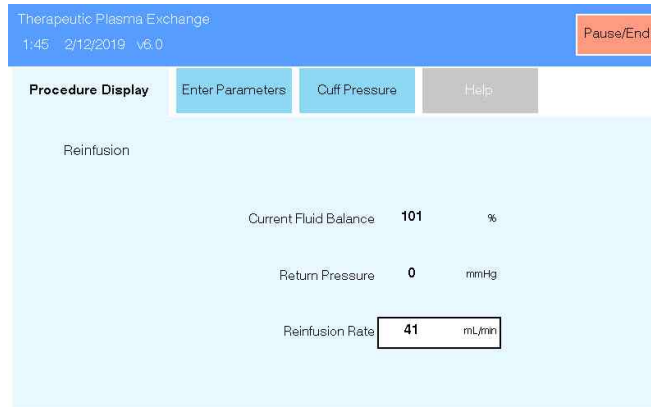 Therapeutic Plasma Exchange
1:45 2/12/2019 v6.0
Pause/End
Procedure Display
Enter Parameters
Cuff Pressure
Help
Reinfusion
Current Fluid Balance 101 %
Return Pressure 0 mmHg
Reinfusion Rate 41 mL/min